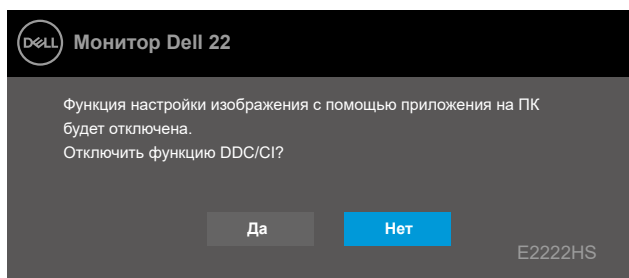 DELL Монитор Dell 22
Функция настройки изображения с помощью приложения на ПК
будет отключена.
Отключить функцию DDC/CI?
Да Нет
E2222HS